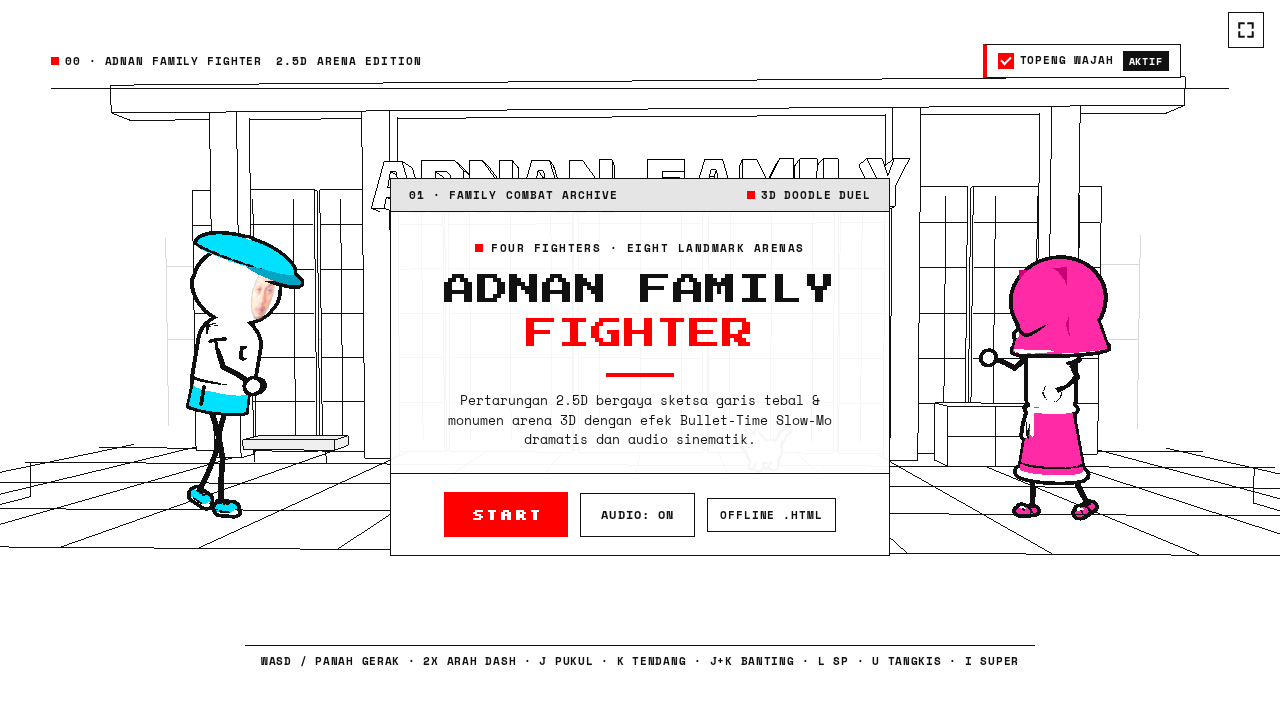 00 · ADNAN FAMILY FIGHTER 2.5D ARENA EDITION
TOPENG WAJAH AKTIF
ADNAN FAMILY
01 · FAMILY COMBAT ARCHIVE
3D DOODLE DUEL
FOUR FIGHTERS · EIGHT LANDMARK ARENAS
ADNAN FAMILY
FIGHTER
Pertarungan 2.5D bergaya sketsa garis tebal &
monumen arena 3D dengan efek Bullet-Time Slow-Mo
dramatis dan audio sinematik.
START
AUDIO: ON
OFFLINE .HTML
WASD / PANAH GERAK · 2X ARAH DASH · J PUKUL · K TENDANG · J+K BANTING · L SP · U TANGKIS · I SUPER